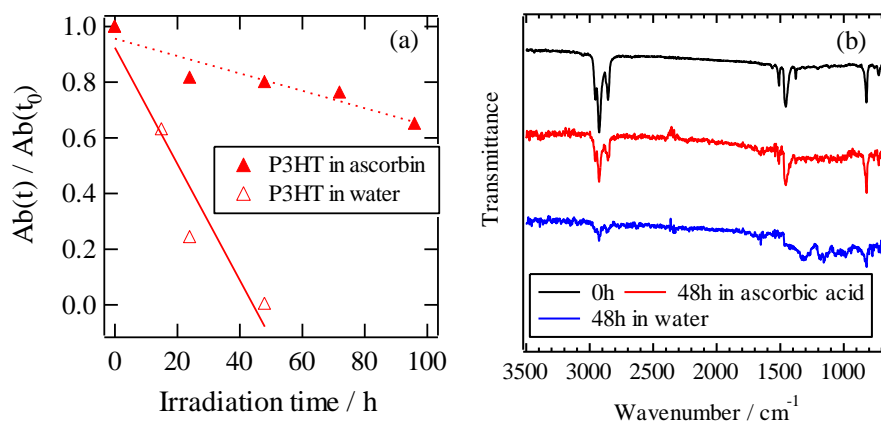 (a)
Ab(t) / Ab(t₀)
1.0
0.8
0.6
0.4
0.2
0.0
P3HT in ascorbin
P3HT in water
0 20 40 60 80 100
Irradiation time / h
(b)
Transmittance
0h 48h in ascorbic acid
48h in water
3500 3000 2500 2000 1500 1000
Wavenumber / cm⁻¹